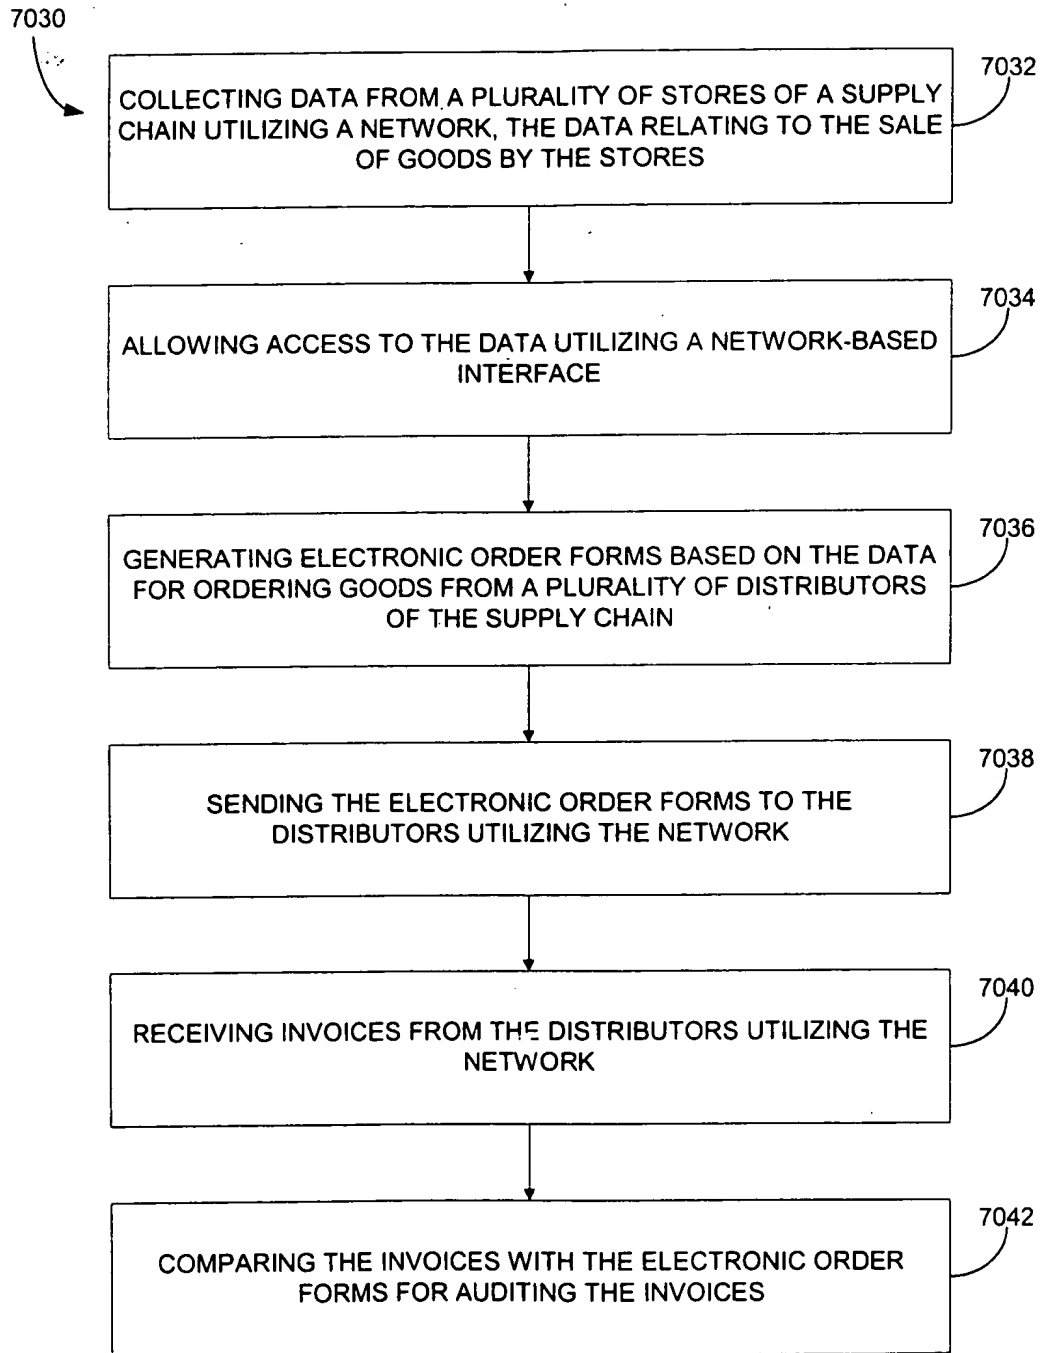 7030
7032
COLLECTING DATA FROM A PLURALITY OF STORES OF A SUPPLY
CHAIN UTILIZING A NETWORK, THE DATA RELATING TO THE SALE
OF GOODS BY THE STORES
7034
ALLOWING ACCESS TO THE DATA UTILIZING A NETWORK-BASED
INTERFACE
7036
GENERATING ELECTRONIC ORDER FORMS BASED ON THE DATA
FOR ORDERING GOODS FROM A PLURALITY OF DISTRIBUTORS
OF THE SUPPLY CHAIN
7038
SENDING THE ELECTRONIC ORDER FORMS TO THE
DISTRIBUTORS UTILIZING THE NETWORK
7040
RECEIVING INVOICES FROM THE DISTRIBUTORS UTILIZING THE
NETWORK
7042
COMPARING THE INVOICES WITH THE ELECTRONIC ORDER
FORMS FOR AUDITING THE INVOICES